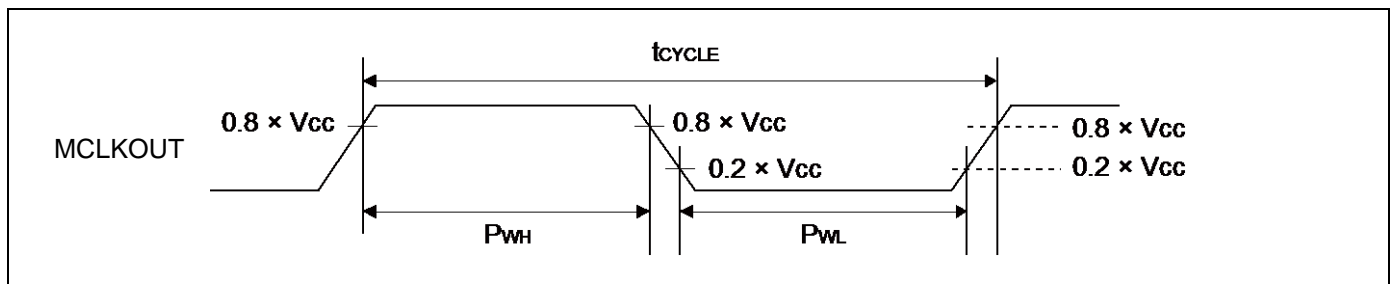 tCYCLE
0.8 × Vcc
0.8 × Vcc
0.8 × Vcc
MCLKOUT
0.2 × Vcc
0.2 × Vcc
PWH
PWL